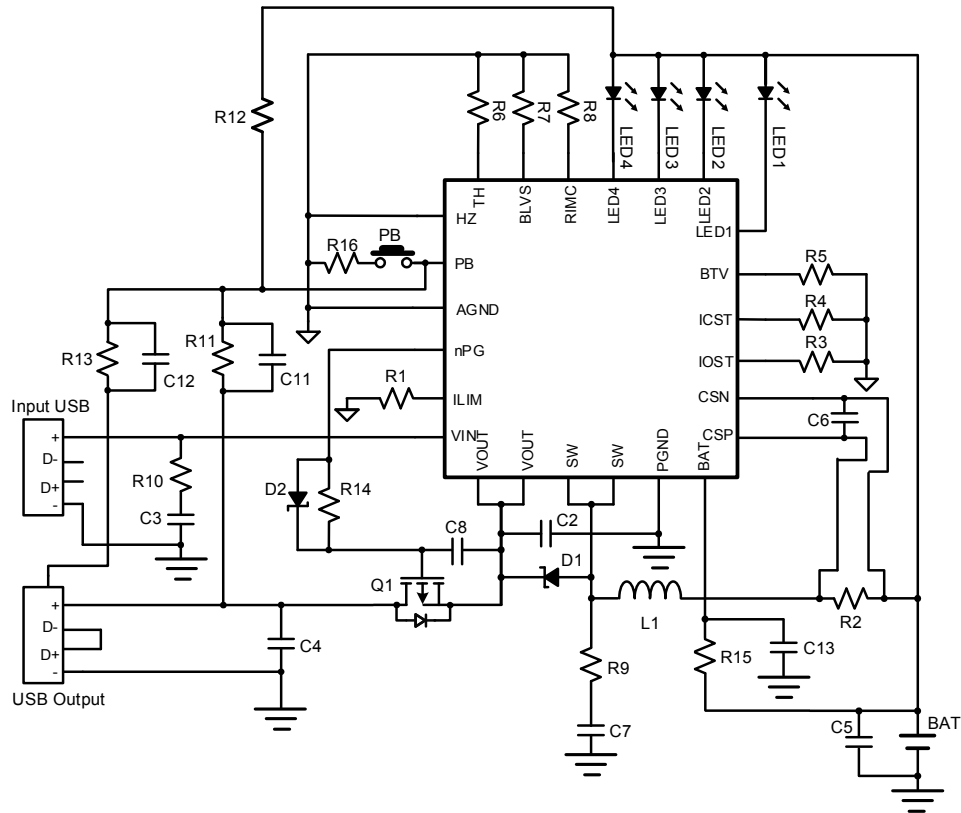 R12
R6
R7
R8
LED4
LED3
LED2
LED1
TH
BLVS
RIMC
LED4
LED3
LED2
LED1
HZ
PB
R16
PB
AGND
nPG
ILIM
VIN
BTV
ICST
IOST
CSN
CSP
R5
R4
R3
C6
R13
C12
R11
C11
R1
Input USB
+
D-
D+
-
R10
C3
VOUT
VOUT
SW
SW
PGND
BAT
D2
R14
C8
C2
D1
Q1
L1
R2
+
D-
D+
-
USB Output
C4
R9
C7
R15
C13
C5
BAT